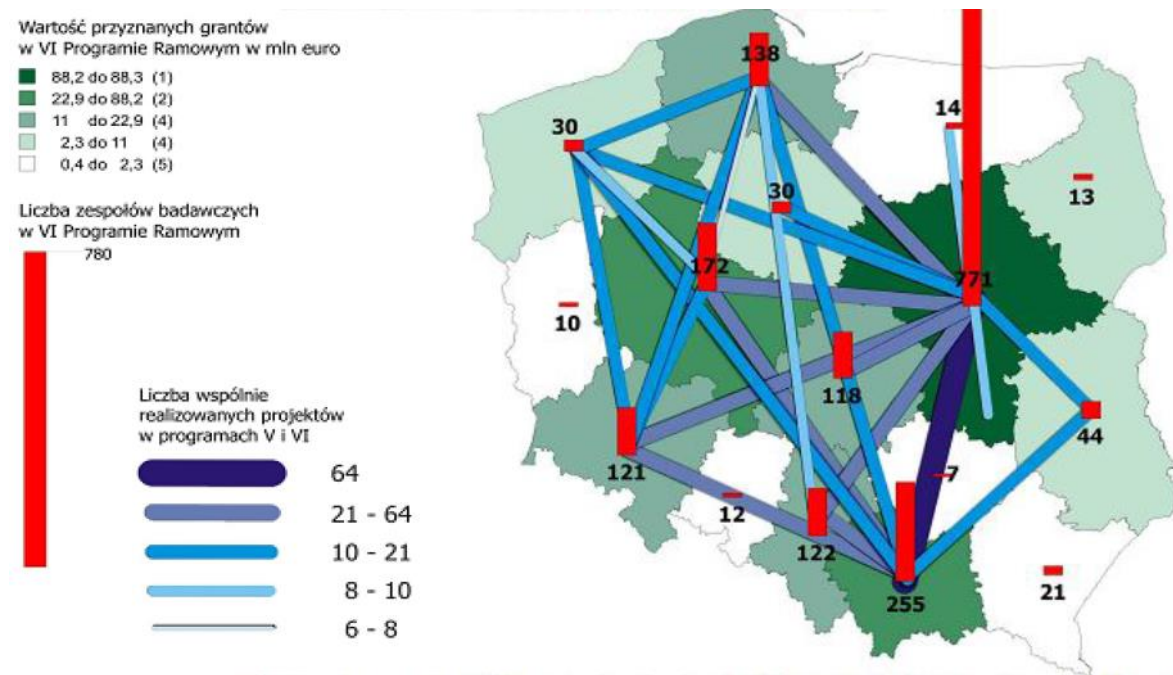 Wartość przyznanych grantów
w VI Programie Ramowym w mln euro
88,2 do 88,3 (1)
22,9 do 88,2 (2)
11 do 22,9 (4)
2,3 do 11 (4)
0,4 do 2,3 (5)
Liczba zespołów badawczych
w VI Programie Ramowym
780
Liczba wspólnie
realizowanych projektów
w programach V i VI
64
21 - 64
10 - 21
8 - 10
6 - 8
138
14
30
13
30
172
771
10
118
44
121
7
12
122
21
255